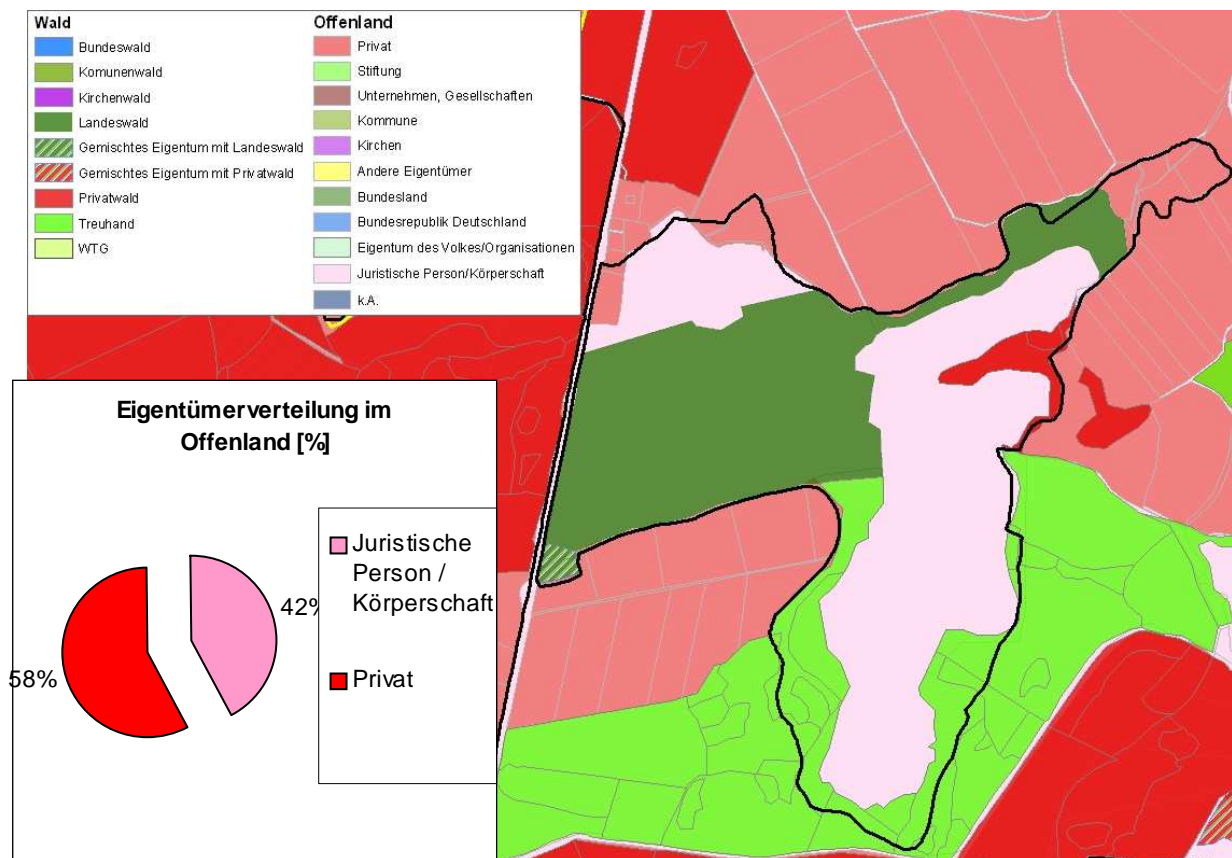 Wald
Bundeswald
Komunenwald
Kirchenwald
Landeswald
Gemischtes Eigentum mit Landeswald
Gemischtes Eigentum mit Privatwald
Privatwald
Treuhand
WTG
Offenland
Privat
Stiftung
Unternehmen, Gesellschaften
Kommune
Kirchen
Andere Eigentümer
Bundesland
Bundesrepublik Deutschland
Eigentum des Volkes/Organisationen
Juristische Person/Körperschaft
k.A.
Eigentümerverteilung im
Offenland [%]
42%
58%
Juristische
Person /
Körperschaft
Privat